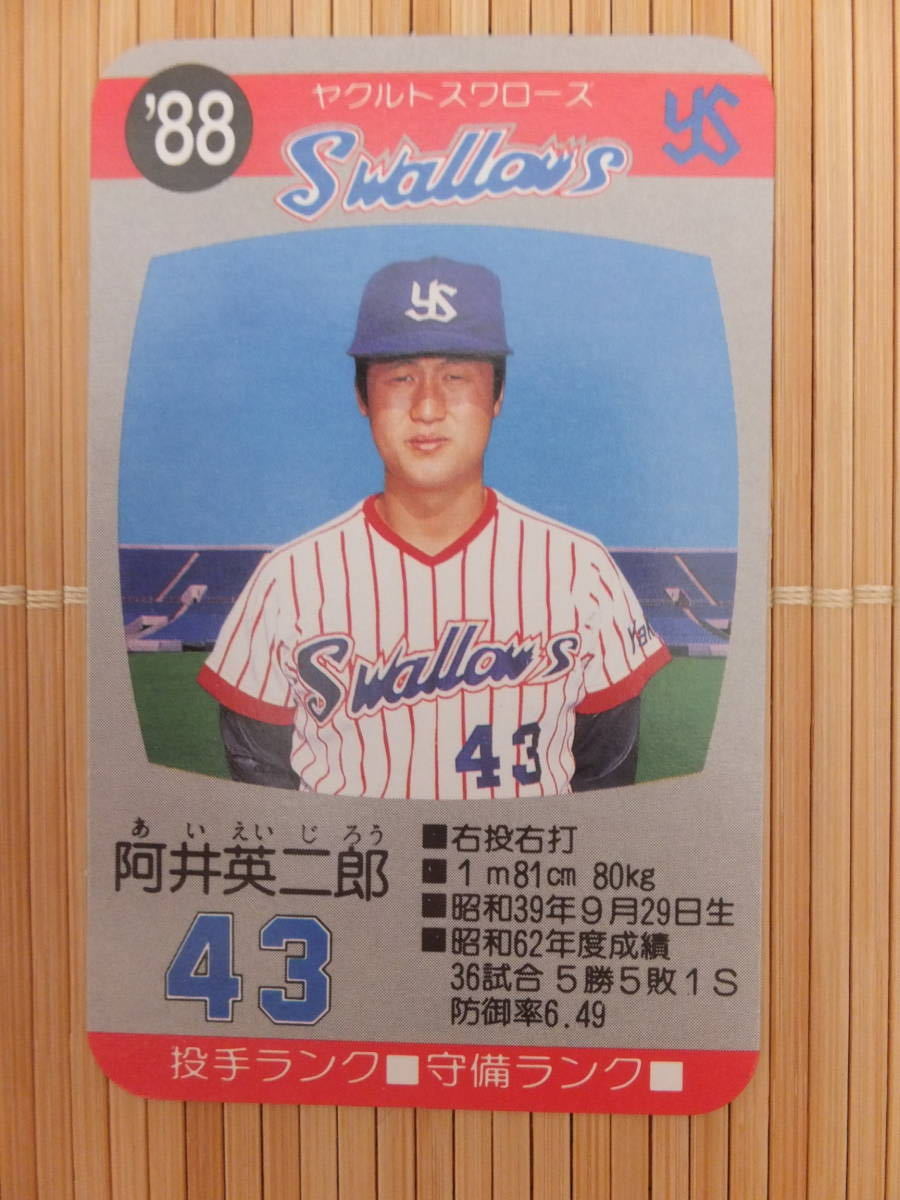 '88
ヤクルトスワローズ
YS
Swallows
YS
Swallows
43
あいえいじろう
阿井英二郎
43
■右投右打
■1m81cm 80kg
■昭和39年9月29日生
■昭和62年度成績
36試合5勝5敗1S
防御率6.49
投手ランク□守備ランク□